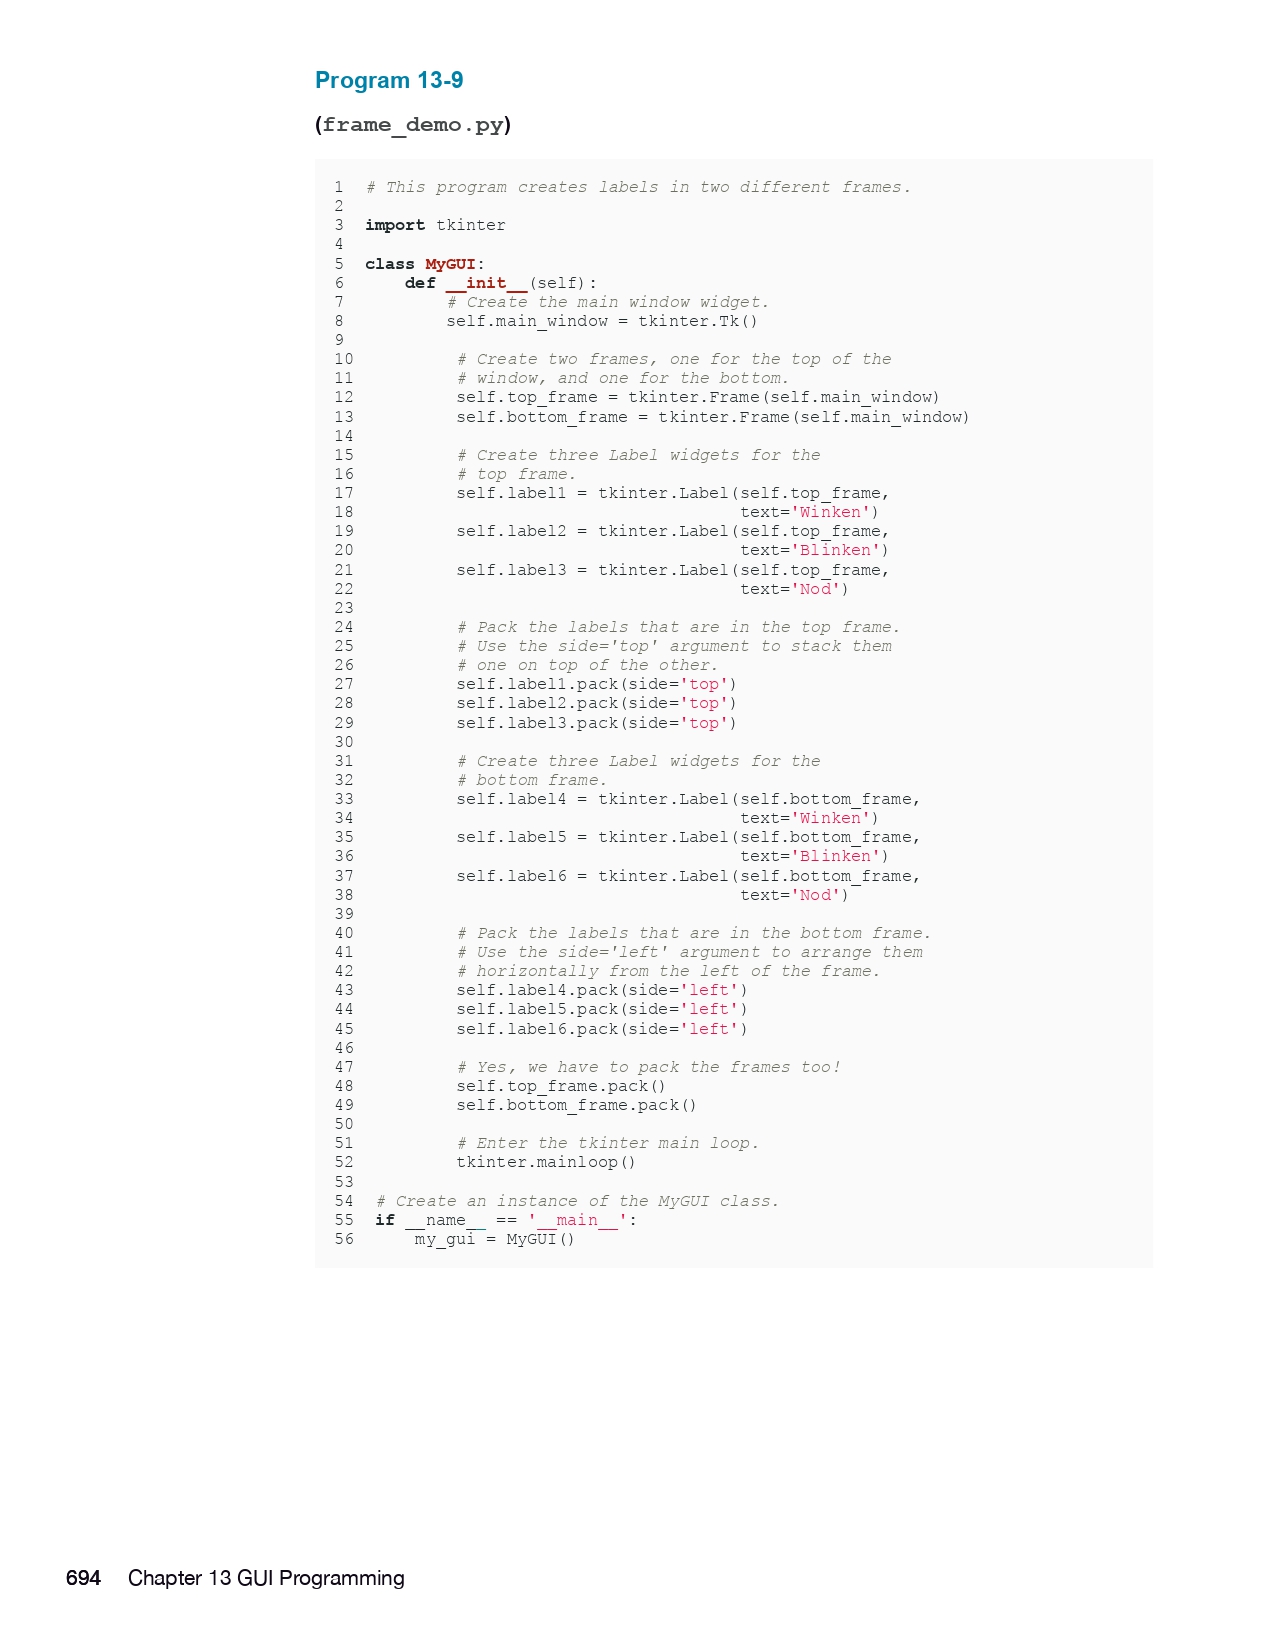 Program 13-9
(frame_demo.py)
1  # This program creates labels in two different frames.
2
3  import tkinter
4
5  class MyGUI:
6      def __init__(self):
7          # Create the main window widget.
8          self.main_window = tkinter.Tk()
9
10          # Create two frames, one for the top of the
11          # window, and one for the bottom.
12          self.top_frame = tkinter.Frame(self.main_window)
13          self.bottom_frame = tkinter.Frame(self.main_window)
14
15          # Create three Label widgets for the
16          # top frame.
17          self.label1 = tkinter.Label(self.top_frame,
18                                      text='Winken')
19          self.label2 = tkinter.Label(self.top_frame,
20                                      text='Blinken')
21          self.label3 = tkinter.Label(self.top_frame,
22                                      text='Nod')
23
24          # Pack the labels that are in the top frame.
25          # Use the side='top' argument to stack them
26          # one on top of the other.
27          self.label1.pack(side='top')
28          self.label2.pack(side='top')
29          self.label3.pack(side='top')
30
31          # Create three Label widgets for the
32          # bottom frame.
33          self.label4 = tkinter.Label(self.bottom_frame,
34                                      text='Winken')
35          self.label5 = tkinter.Label(self.bottom_frame,
36                                      text='Blinken')
37          self.label6 = tkinter.Label(self.bottom_frame,
38                                      text='Nod')
39
40          # Pack the labels that are in the bottom frame.
41          # Use the side='left' argument to arrange them
42          # horizontally from the left of the frame.
43          self.label4.pack(side='left')
44          self.label5.pack(side='left')
45          self.label6.pack(side='left')
46
47          # Yes, we have to pack the frames too!
48          self.top_frame.pack()
49          self.bottom_frame.pack()
50
51          # Enter the tkinter main loop.
52          tkinter.mainloop()
53
54  # Create an instance of the MyGUI class.
55  if __name__ == '__main__':
56      my_gui = MyGUI()
694 Chapter 13 GUI Programming